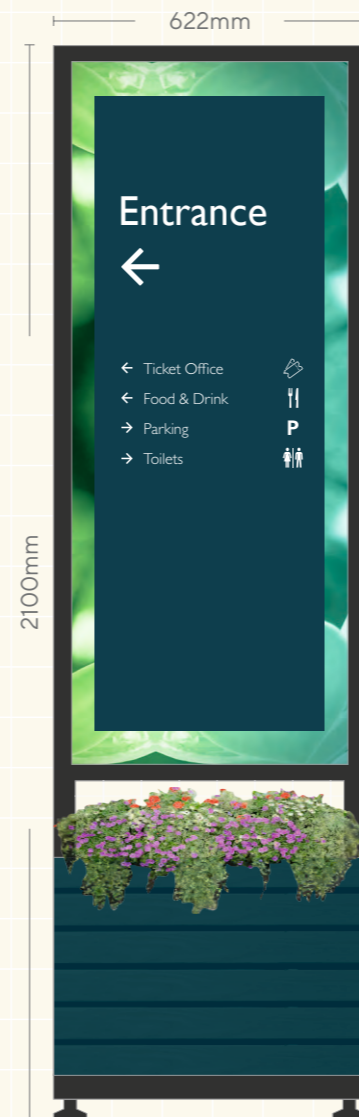 622mm
Entrance
←
← Ticket Office
← Food & Drink
→ Parking P
→ Toilets
2100mm